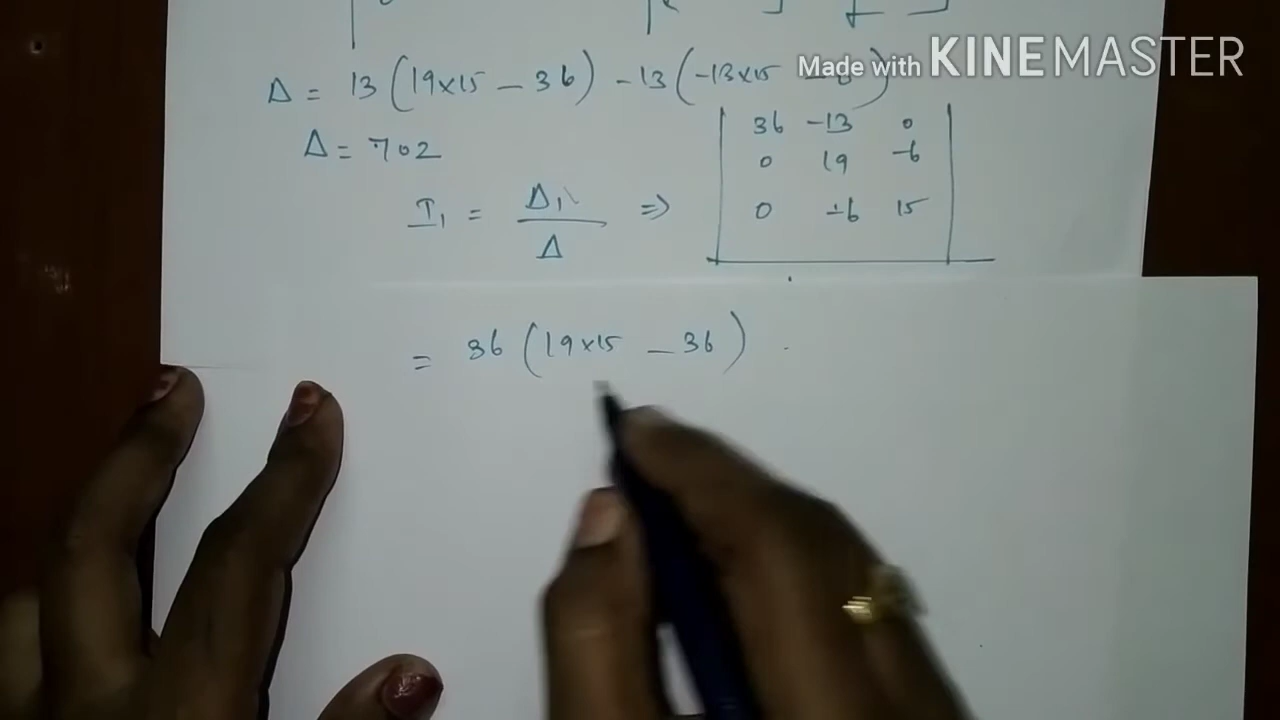 Δ = 13 (19×15 – 36) – 13 (-13×15
Made with KINEMASTER
Δ = 702
I₁ = Δ₁ / Δ ⇒
36 -13 0
0 19 -6
0 -6 15
= 36 (19×15 – 36)